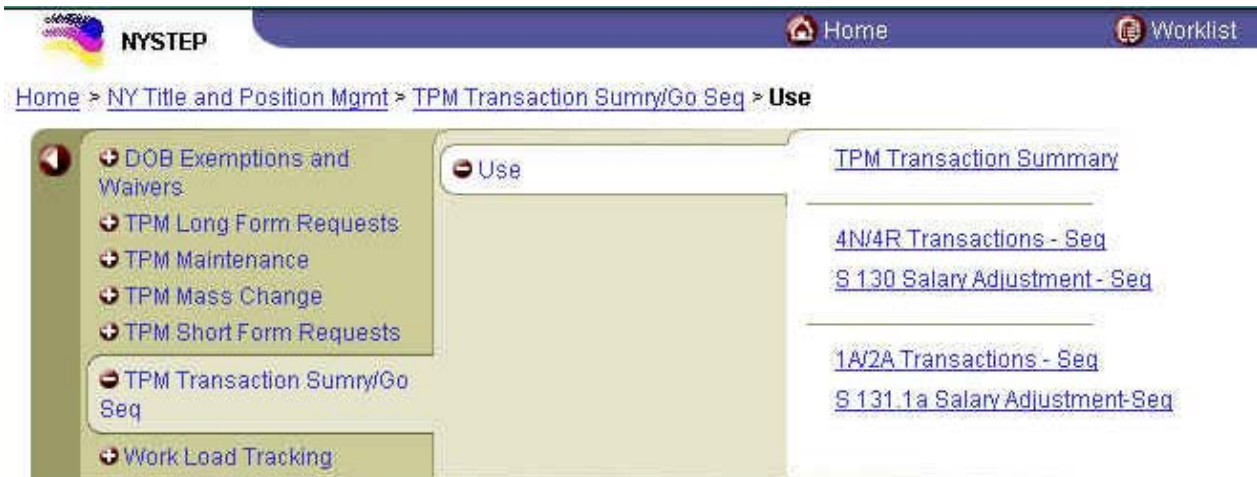 NYSTEP
Home
Worklist
Home > NY Title and Position Mgmt > TPM Transaction Sumry/Go Seq > Use
DOB Exemptions and
Waivers
TPM Long Form Requests
TPM Maintenance
TPM Mass Change
TPM Short Form Requests
TPM Transaction Sumry/Go
Seq
Work Load Tracking
Use
TPM Transaction Summary
4N/4R Transactions - Seq
S 130 Salary Adjustment - Seq
1A/2A Transactions - Seq
S 131.1a Salary Adjustment-Seq